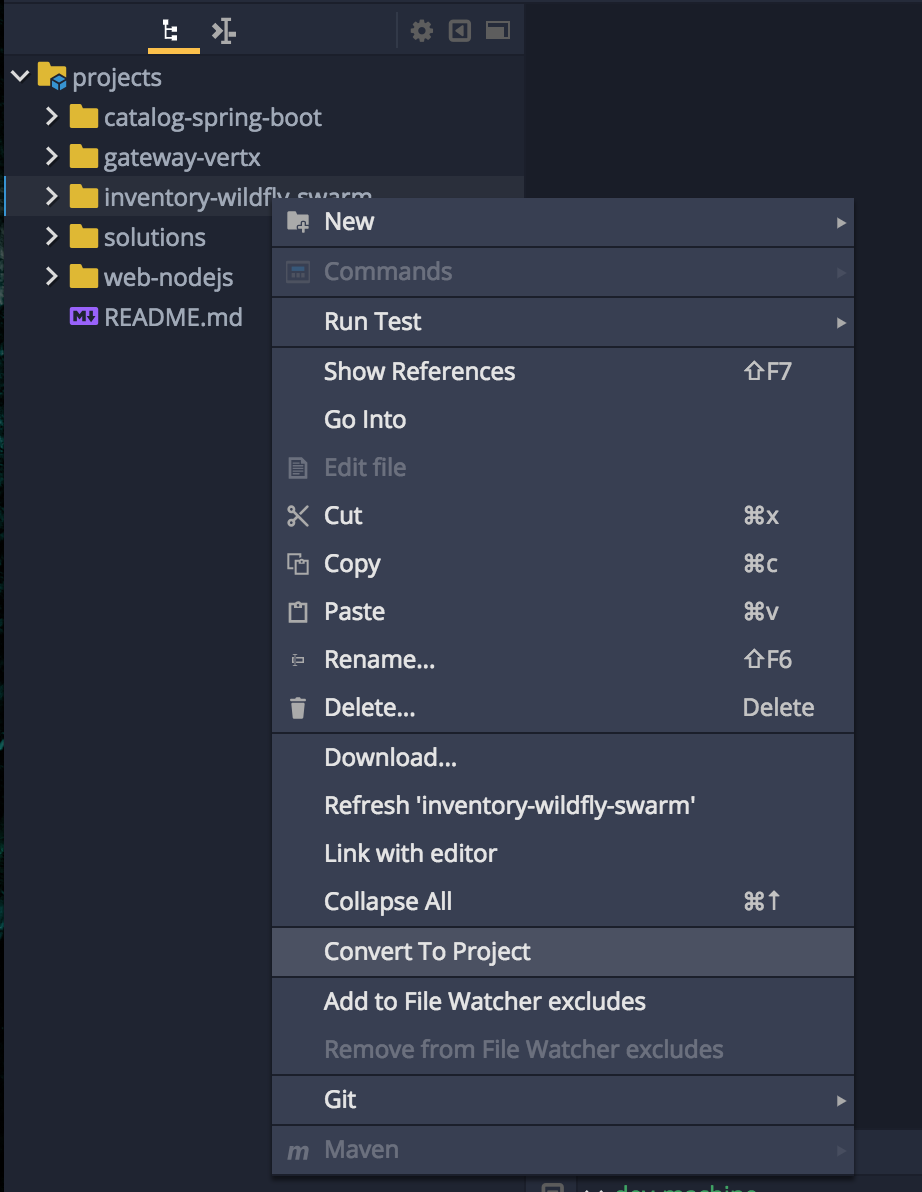 projects
catalog-spring-boot
gateway-vertx
inventory-wildfly-swarm
solutions
web-nodejs
M↓ README.md
New
Commands
Run Test
Show References ⇧F7
Go Into
Edit file
Cut ⌘x
Copy ⌘c
Paste ⌘v
Rename... ⇧F6
Delete... Delete
Download...
Refresh 'inventory-wildfly-swarm'
Link with editor
Collapse All ⌘↑
Convert To Project
Add to File Watcher excludes
Remove from File Watcher excludes
Git
m Maven
dev-machine